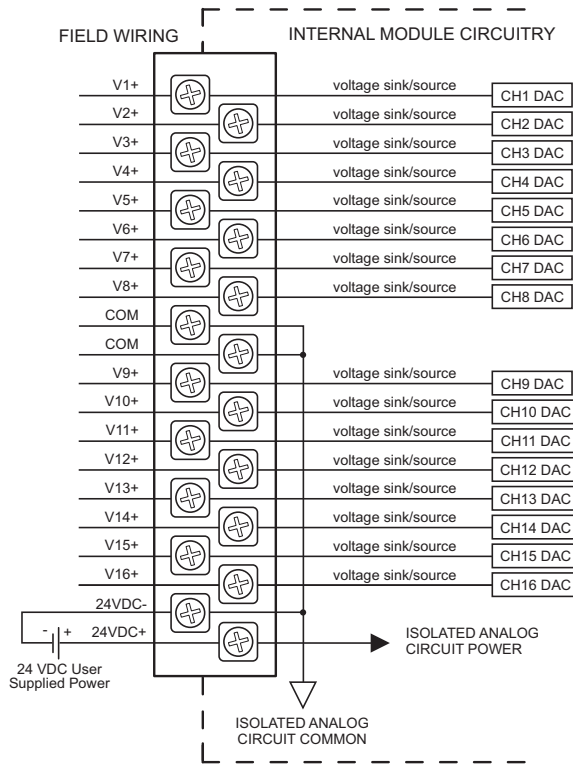 FIELD WIRING
INTERNAL MODULE CIRCUITRY
V1+ voltage sink/source CH1 DAC
V2+ voltage sink/source CH2 DAC
V3+ voltage sink/source CH3 DAC
V4+ voltage sink/source CH4 DAC
V5+ voltage sink/source CH5 DAC
V6+ voltage sink/source CH6 DAC
V7+ voltage sink/source CH7 DAC
V8+ voltage sink/source CH8 DAC
COM
COM
V9+ voltage sink/source CH9 DAC
V10+ voltage sink/source CH10 DAC
V11+ voltage sink/source CH11 DAC
V12+ voltage sink/source CH12 DAC
V13+ voltage sink/source CH13 DAC
V14+ voltage sink/source CH14 DAC
V15+ voltage sink/source CH15 DAC
V16+ voltage sink/source CH16 DAC
24VDC-
- + 24VDC+
24 VDC User
Supplied Power
ISOLATED ANALOG
CIRCUIT POWER
ISOLATED ANALOG
CIRCUIT COMMON